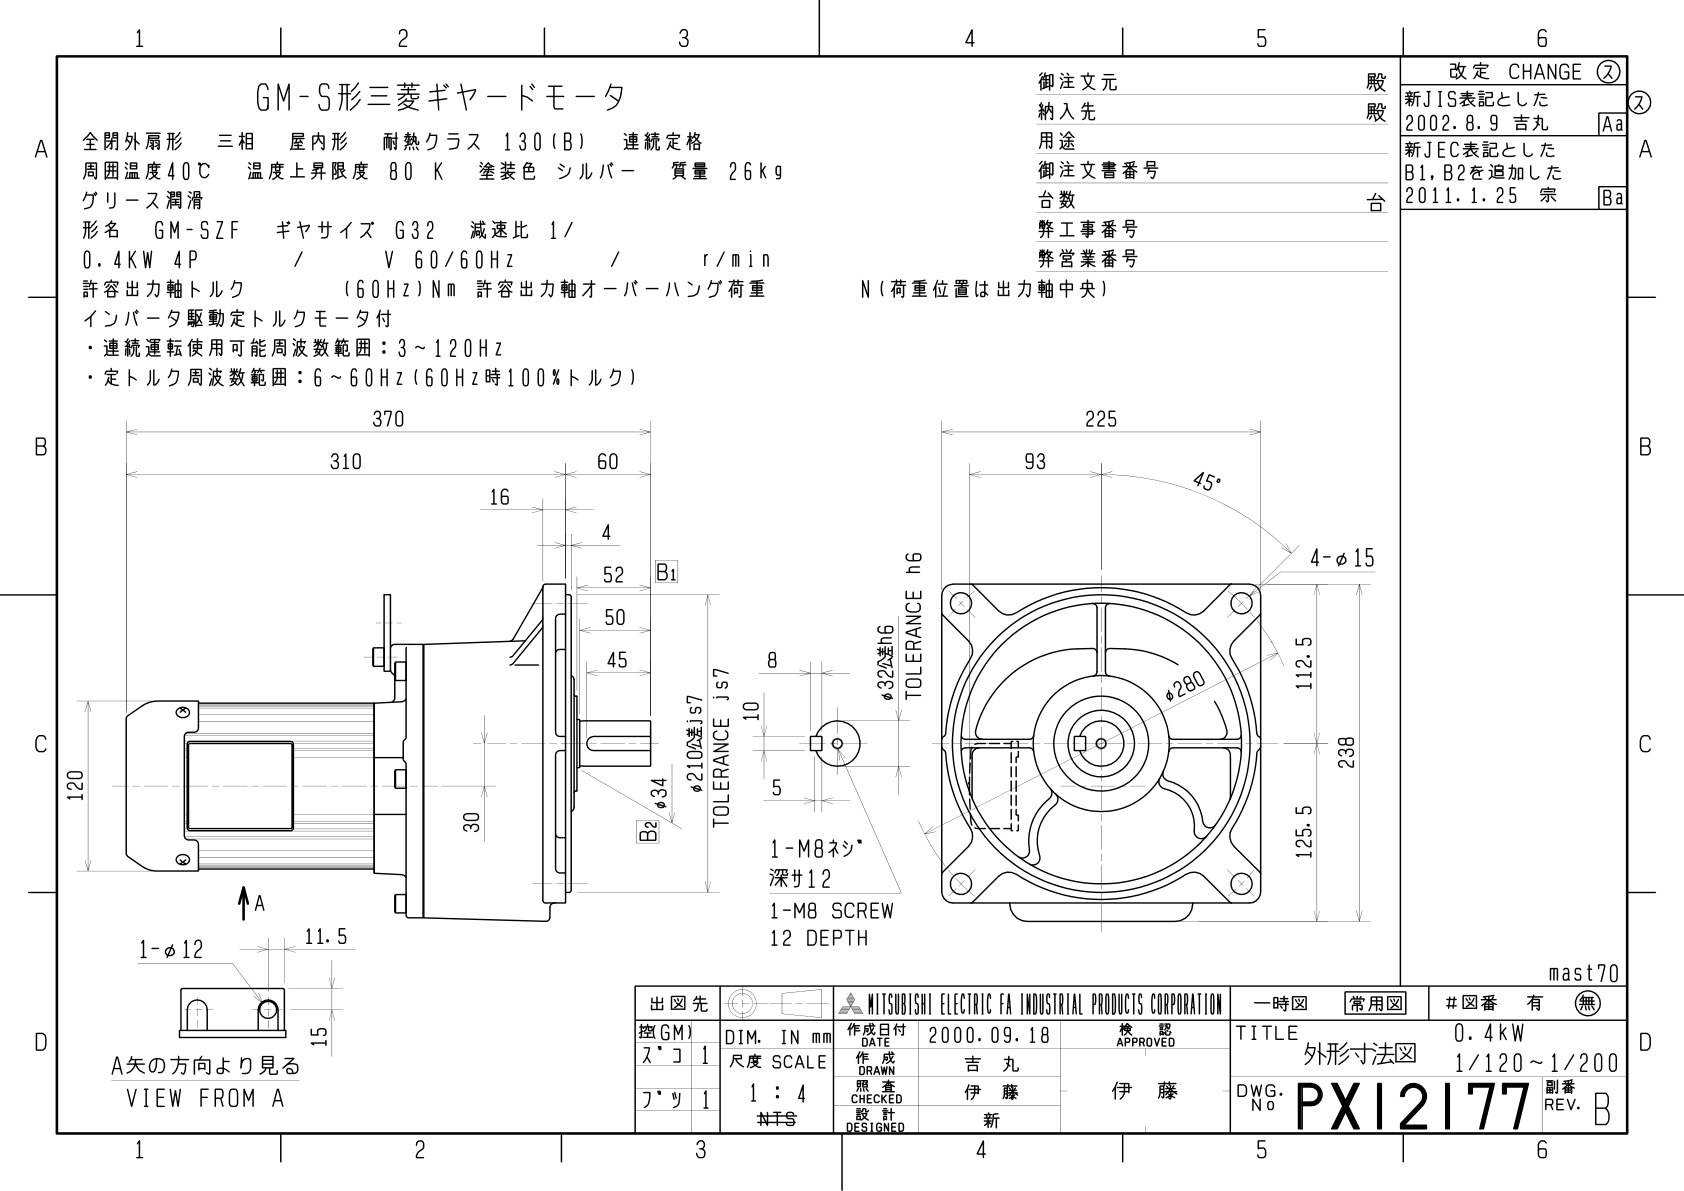 1 2 3 4 5 6
GM-S形三菱ギヤードモータ
全閉外扇形 三相 屋内形 耐熱クラス 130(B) 連続定格
周囲温度40℃ 温度上昇限度 80 K 塗装色 シルバー 質量 26kg
グリース潤滑
形名 GM-SZF ギヤサイズ G32 減速比 1/
0.4KW 4P / V 60/60Hz / r/min
許容出力軸トルク (60Hz)Nm 許容出力軸オーバーハング荷重 N(荷重位置は出力軸中央)
インバータ駆動定トルクモータ付
・連続運転使用可能周波数範囲：3~120Hz
・定トルク周波数範囲：6~60Hz(60Hz時100%トルク)
御注文元 殿
納入先 殿
用途
御注文書番号
台数 台
弊工事番号
弊営業番号
改定 CHANGE ス
新JIS表記とした
2002.8.9 吉丸 Aa
新JEC表記とした
B1,B2を追加した
2011.1.25 宗 Ba
ス
A A
B B
C C
D D
370
310 60
16
4
52 B1
50
45
φ210公差js7
TOLERANCE js7
120
30
φ34
B2
A
8
10
5
φ32公差h6
TOLERANCE h6
1-M8ネジ
深サ12
1-M8 SCREW
12 DEPTH
225
93
45°
4-φ15
φ280
112.5
238
125.5
1-φ12
11.5
15
A矢の方向より見る
VIEW FROM A
mast70
出図先
控(GM)
ズコ 1
ブツ 1
DIM. IN mm
尺度 SCALE
1 : 4
NTS
MITSUBISHI ELECTRIC FA INDUSTRIAL PRODUCTS CORPORATION
作成日付 DATE 2000.09.18
作成 DRAWN 吉丸
照査 CHECKED 伊藤
設計 DESIGNED 新
検認 APPROVED
伊藤
一時図 常用図 #図番 有 無
TITLE 外形寸法図
0.4kW
1/120~1/200
DWG. No PX12177
副番 REV. B
1 2 3 4 5 6